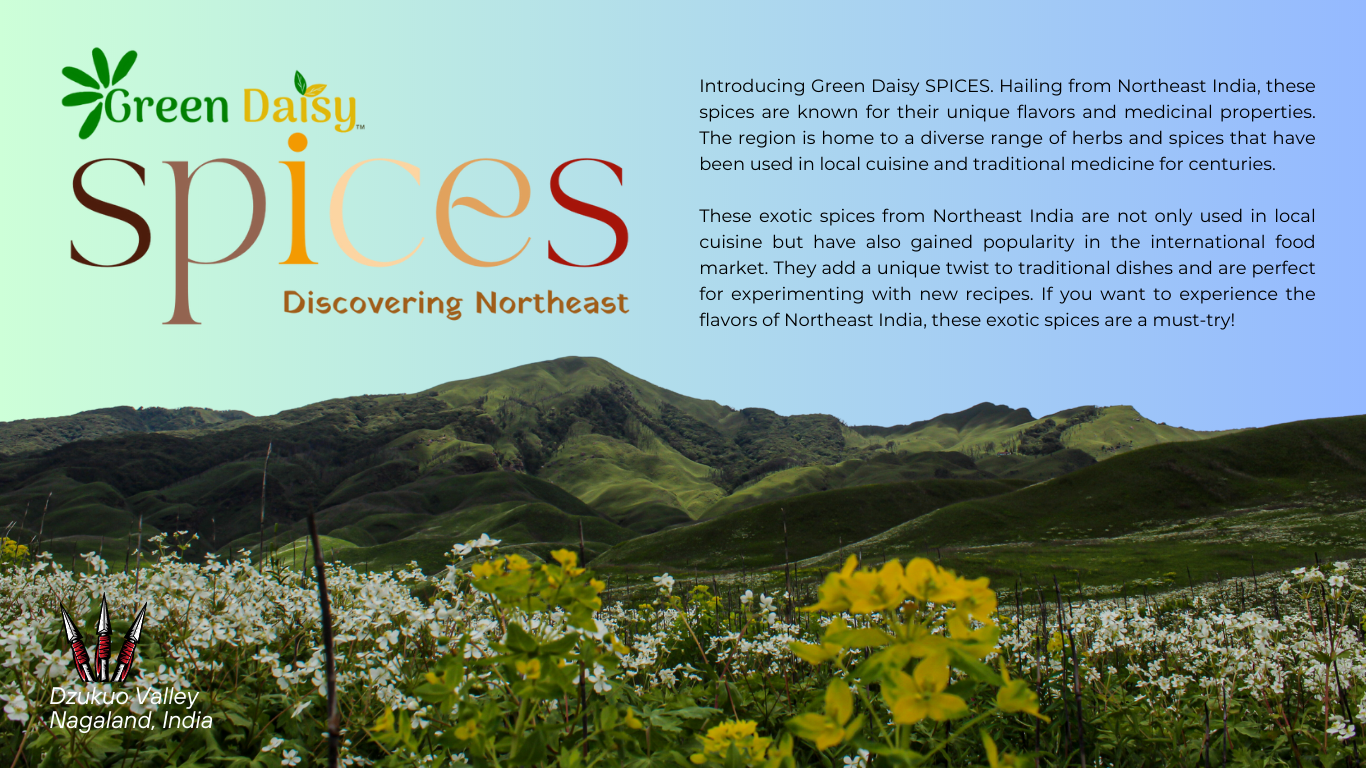 Green Daisy™
spices
Discovering Northeast
Introducing Green Daisy SPICES. Hailing from Northeast India, these
spices are known for their unique flavors and medicinal properties.
The region is home to a diverse range of herbs and spices that have
been used in local cuisine and traditional medicine for centuries.
These exotic spices from Northeast India are not only used in local
cuisine but have also gained popularity in the international food
market. They add a unique twist to traditional dishes and are perfect
for experimenting with new recipes. If you want to experience the
flavors of Northeast India, these exotic spices are a must-try!
Dzukuo Valley
Nagaland, India